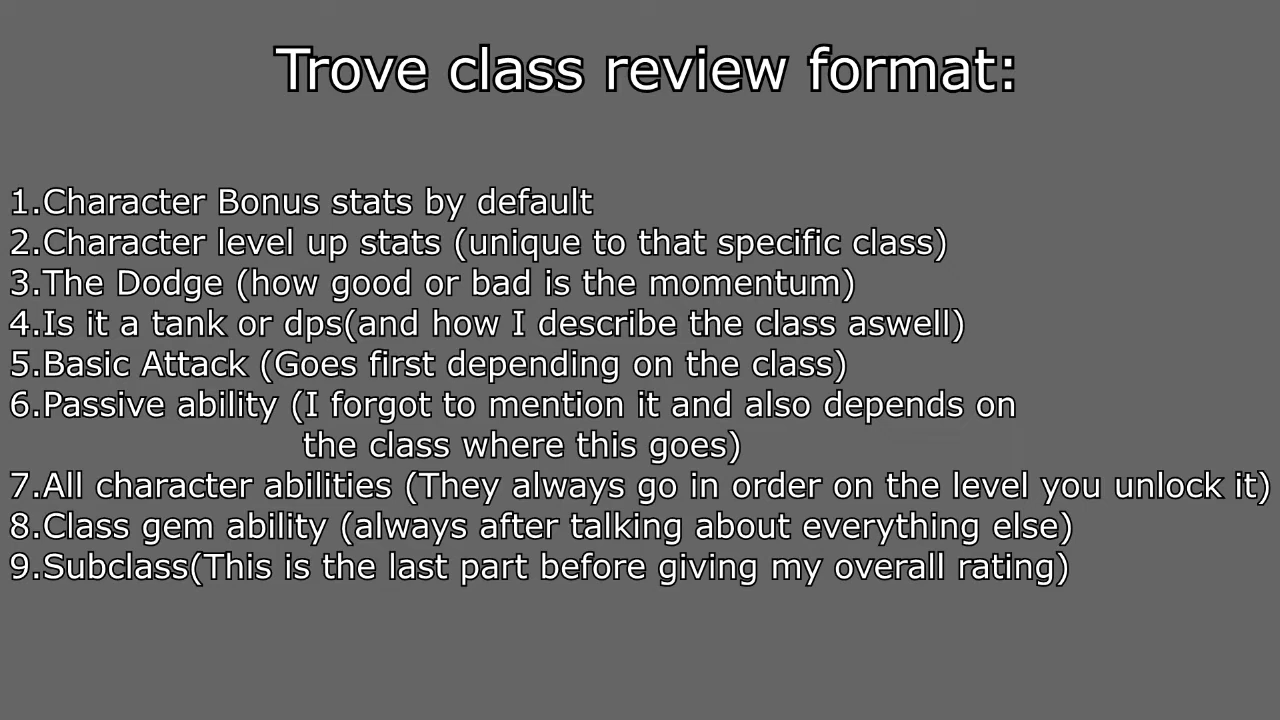 Trove class review format:
1.Character Bonus stats by default
2.Character level up stats (unique to that specific class)
3.The Dodge (how good or bad is the momentum)
4.Is it a tank or dps(and how I describe the class aswell)
5.Basic Attack (Goes first depending on the class)
6.Passive ability (I forgot to mention it and also depends on
the class where this goes)
7.All character abilities (They always go in order on the level you unlock it)
8.Class gem ability (always after talking about everything else)
9.Subclass(This is the last part before giving my overall rating)